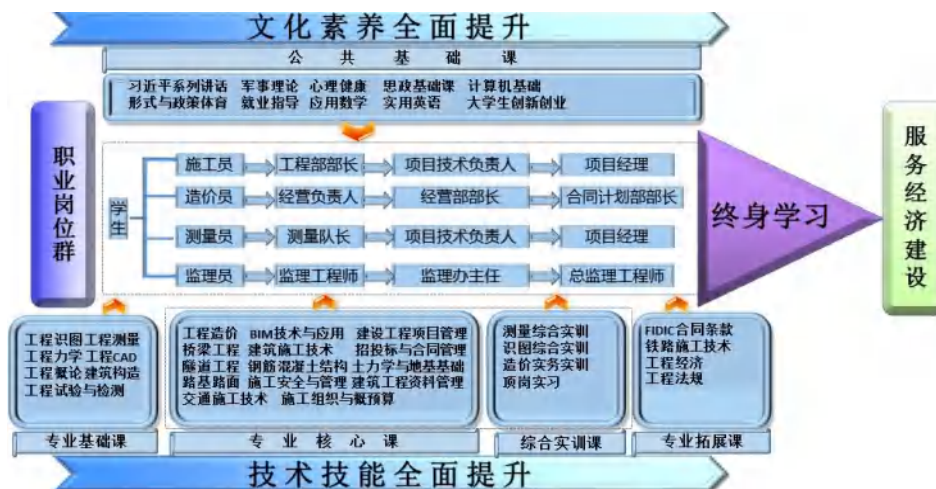 文化素养全面提升
公共基础课
习近平系列讲话 军事理论 心理健康 思政基础课 计算机基础
形式与政策体育 就业指导 应用数学 实用英语 大学生创新创业
职业岗位群
学生
施工员 工程部部长 项目技术负责人 项目经理
造价员 经营负责人 经营部部长 合同计划部部长
测量员 测量队长 项目技术负责人 项目经理
监理员 监理工程师 监理办主任 总监理工程师
终身学习
服务经济建设
工程识图 工程测量
工程力学 工程CAD
工程概论 建筑构造
工程试验与检测
专业基础课
工程造价 BIM技术与应用 建设工程项目管理
桥梁工程 建筑施工技术 招投标与合同管理
隧道工程 钢筋混凝土结构 土力学与地基基础
路基路面 施工安全与管理 建筑工程资料管理
交通施工技术 施工组织与概预算
专业核心课
测量综合实训
识图综合实训
造价实务实训
顶岗实习
综合实训课
FIDIC合同条款
铁路施工技术
工程经济
工程法规
专业拓展课
技术技能全面提升